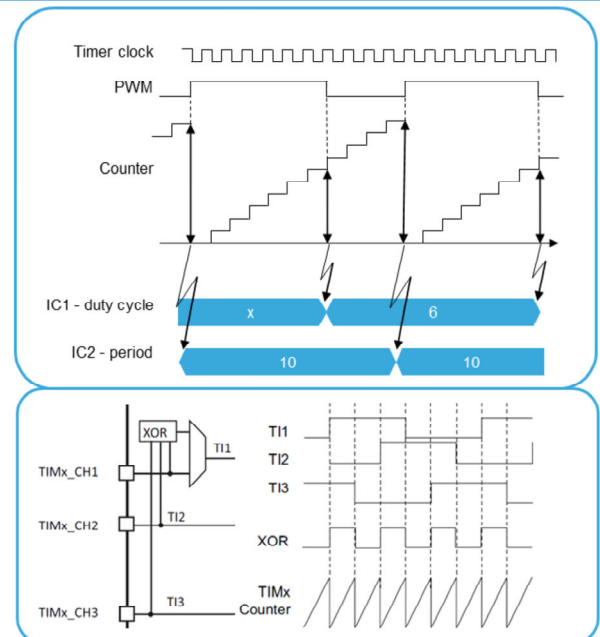 Timer clock
PWM
Counter
IC1 - duty cycle
x
6
IC2 - period
10
10
XOR
TI1
TIMx_CH1
TI2
TIMx_CH2
TI3
TIMx_CH3
TI1
TI2
TI3
XOR
TIMx
Counter